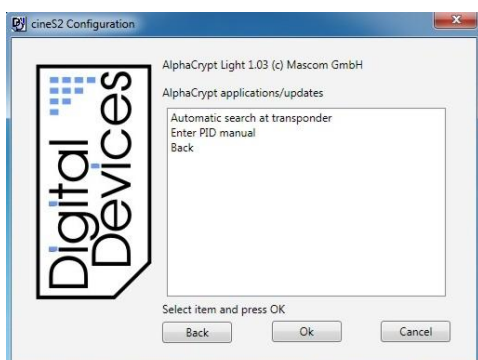 cineS2 Configuration
AlphaCrypt Light 1.03 (c) Mascom GmbH
AlphaCrypt applications/updates
Automatic search at transponder
Enter PID manual
Back
Digital
Devices
Select item and press OK
Back
Ok
Cancel